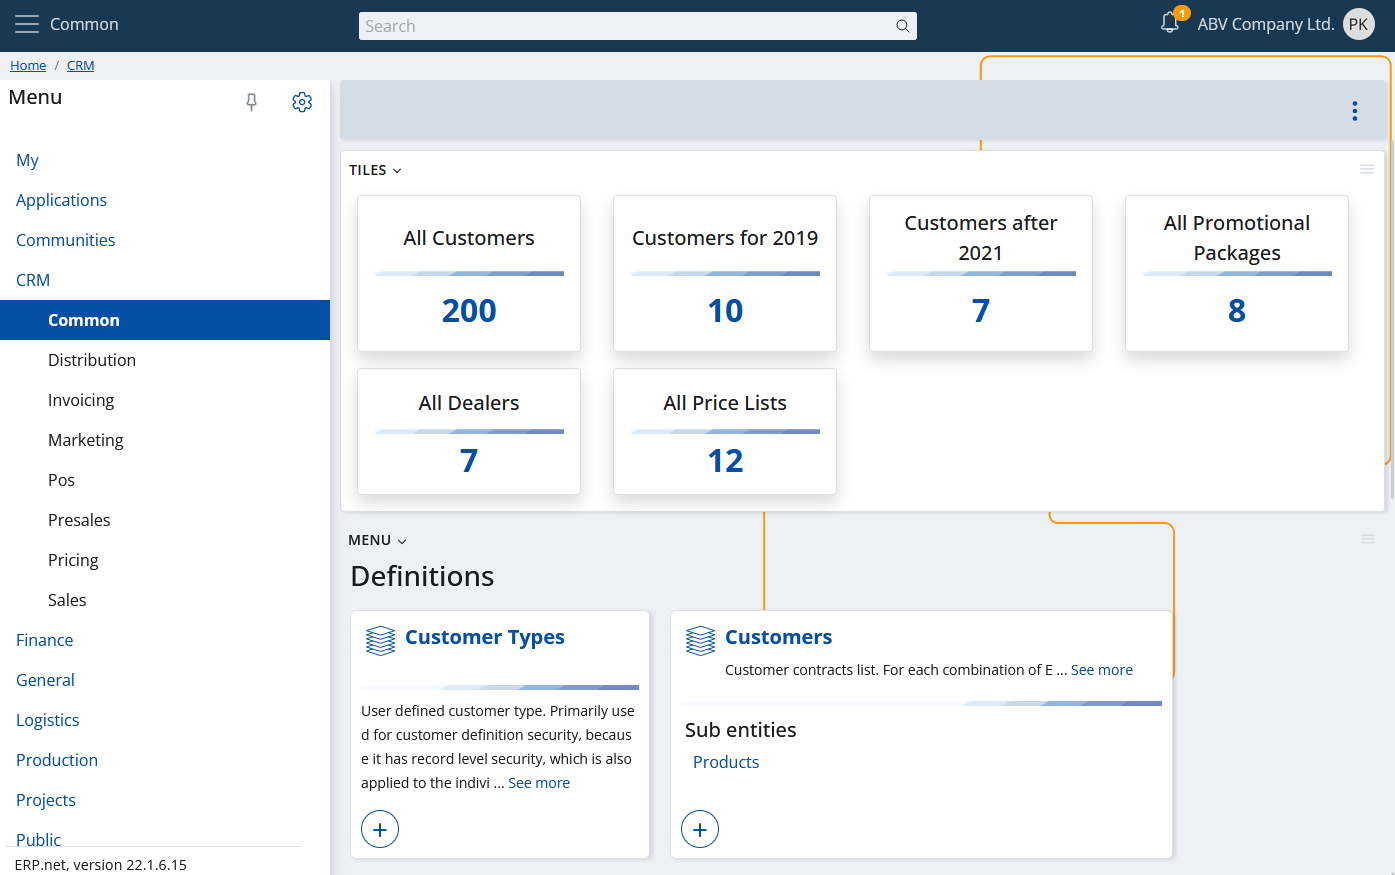 Common
Search
1
ABV Company Ltd.
PK
Home / CRM
Menu
My
Applications
Communities
CRM
Common
Distribution
Invoicing
Marketing
Pos
Presales
Pricing
Sales
Finance
General
Logistics
Production
Projects
Public
ERP.net, version 22.1.6.15
TILES
All Customers
200
Customers for 2019
10
Customers after
2021
7
All Promotional
Packages
8
All Dealers
7
All Price Lists
12
MENU
Definitions
Customer Types
User defined customer type. Primarily use
d for customer definition security, becaus
e it has record level security, which is also
applied to the indivi ... See more
Customers
Customer contracts list. For each combination of E ... See more
Sub entities
Products